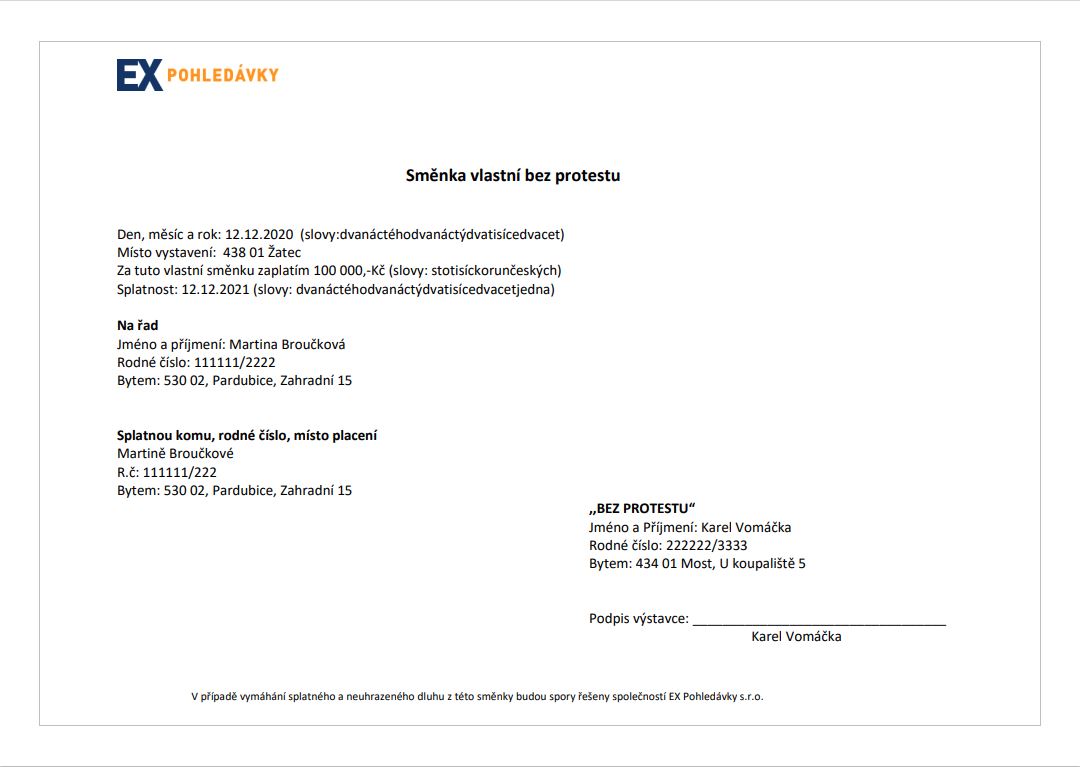 EX POHLEDÁVKY
Směnka vlastní bez protestu
Den, měsíc a rok: 12.12.2020 (slovy:dvanáctéhodvanáctýdvatisícedvacet)
Místo vystavení: 438 01 Žatec
Za tuto vlastní směnku zaplatím 100 000,-Kč (slovy: stotisíckorunčeských)
Splatnost: 12.12.2021 (slovy: dvanáctéhodvanáctýdvatisícedvacetjedna)
Na řad
Jméno a příjmení: Martina Broučková
Rodné číslo: 111111/2222
Bytem: 530 02, Pardubice, Zahradní 15
Splatnou komu, rodné číslo, místo placení
Martině Broučkové
R.č: 111111/222
Bytem: 530 02, Pardubice, Zahradní 15
,,BEZ PROTESTU“
Jméno a Příjmení: Karel Vomáčka
Rodné číslo: 222222/3333
Bytem: 434 01 Most, U koupaliště 5
Podpis výstavce: __________________________________
Karel Vomáčka
V případě vymáhání splatného a neuhrazeného dluhu z této směnky budou spory řešeny společností EX Pohledávky s.r.o.